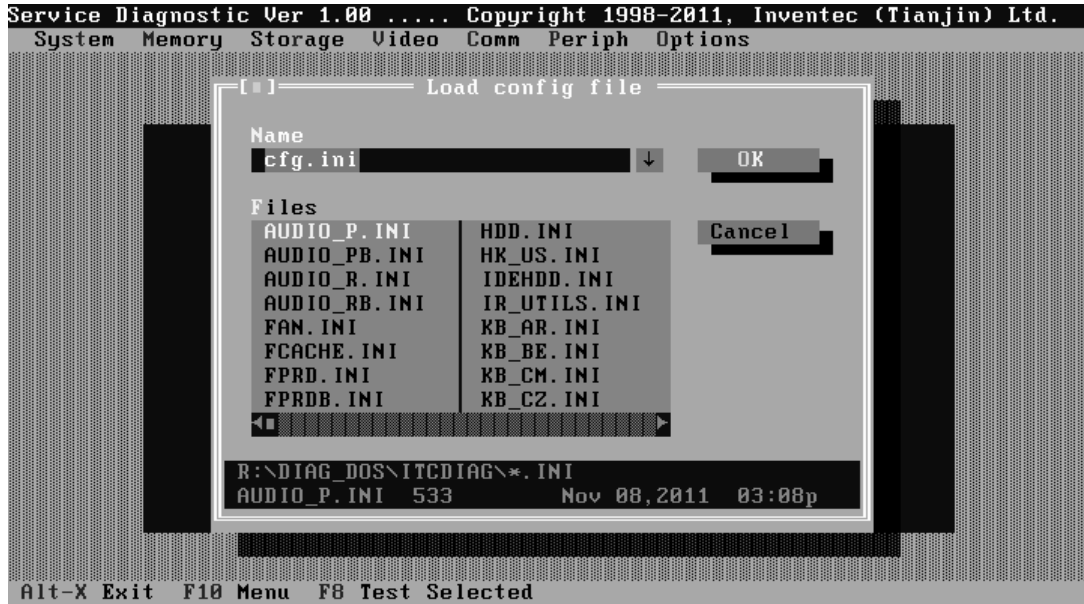 Service Diagnostic Ver 1.00 ..... Copyright 1998-2011, Inventec (Tianjin) Ltd.
System Memory Storage Video Comm Periph Options
Load config file
Name
cfg.ini
OK
Files
Cancel
AUDIO_P.INI HDD.INI
AUDIO_PB.INI HK_US.INI
AUDIO_R.INI IDEHDD.INI
AUDIO_RB.INI IR_UTILS.INI
FAN.INI KB_AR.INI
FCACHE.INI KB_BE.INI
FPRD.INI KB_CM.INI
FPRDB.INI KB_CZ.INI
R:\DIAG_DOS\ITCDIAG\*.INI
AUDIO_P.INI 533 Nov 08,2011 03:08p
Alt-X Exit F10 Menu F8 Test Selected